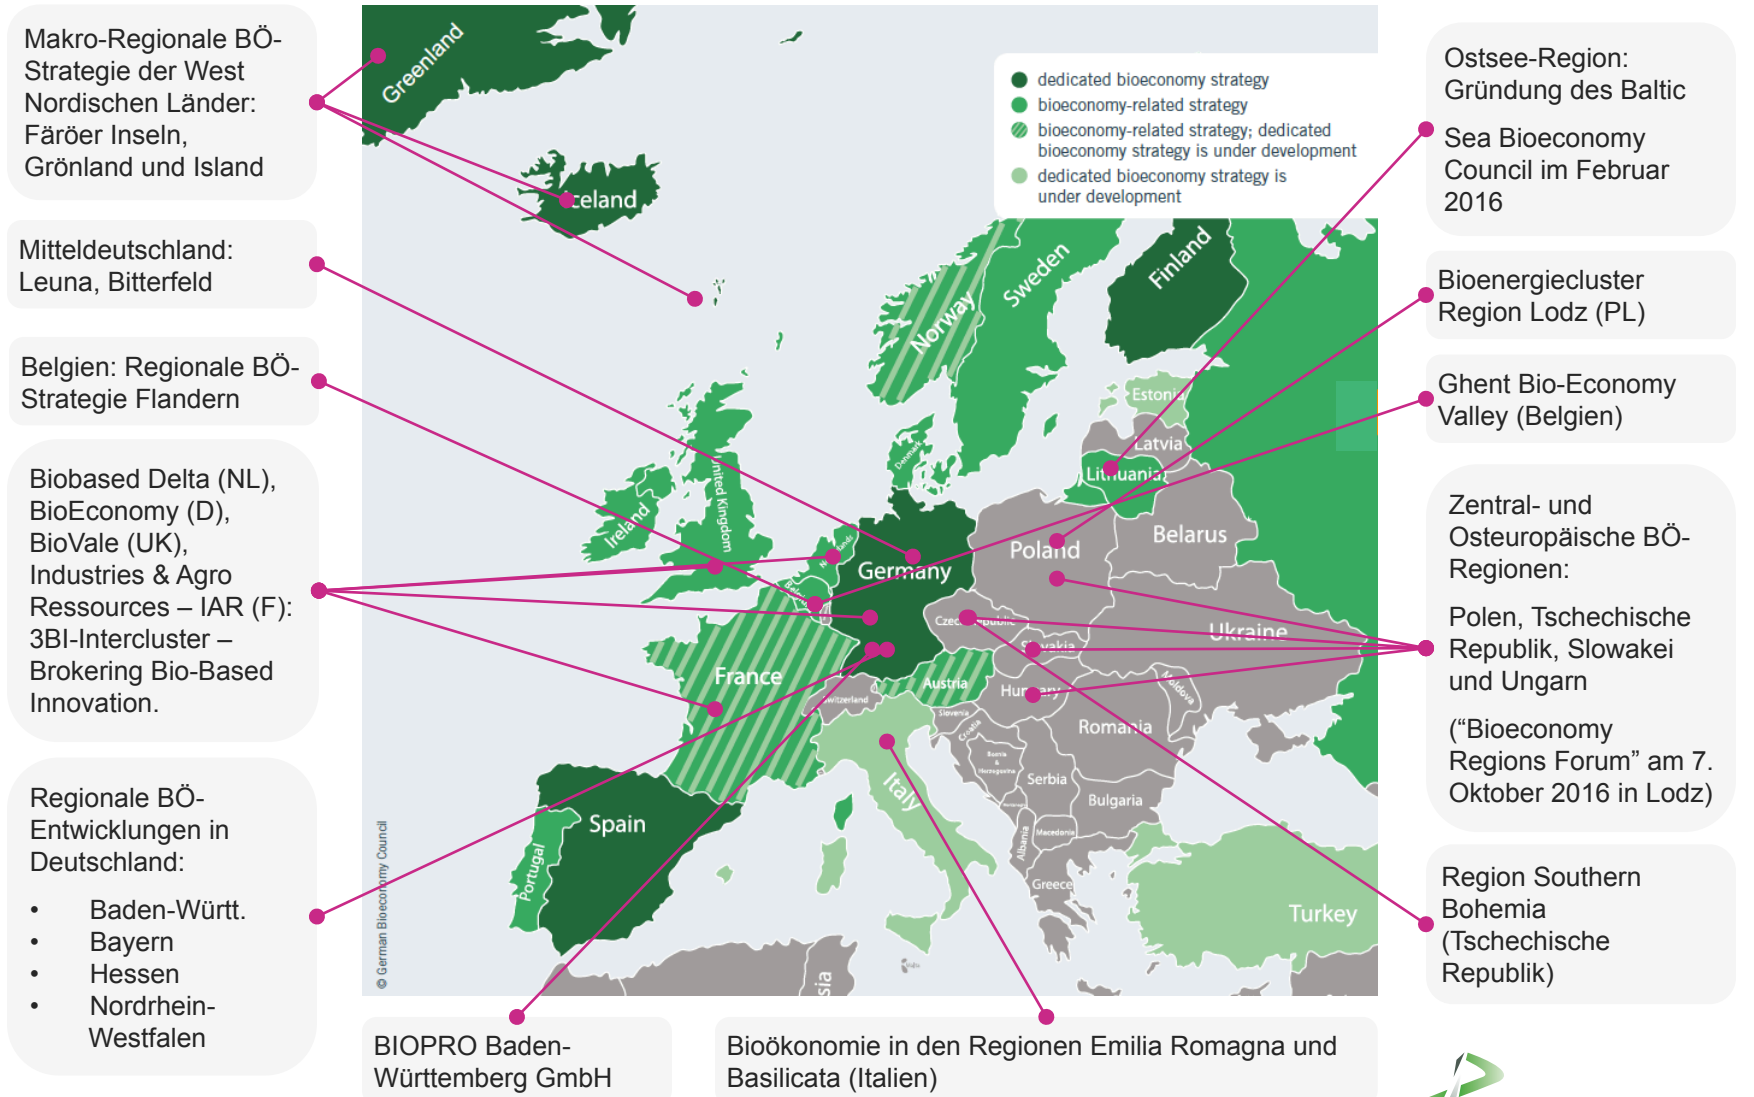 Makro-Regionale BÖ-
Strategie der West
Nordischen Länder:
Färöer Inseln,
Grönland und Island
Mitteldeutschland:
Leuna, Bitterfeld
Belgien: Regionale BÖ-
Strategie Flandern
Biobased Delta (NL),
BioEconomy (D),
BioVale (UK),
Industries & Agro
Ressources – IAR (F):
3BI-Intercluster –
Brokering Bio-Based
Innovation.
Regionale BÖ-
Entwicklungen in
Deutschland:
• Baden-Württ.
• Bayern
• Hessen
• Nordrhein-
Westfalen
dedicated bioeconomy strategy
bioeconomy-related strategy
bioeconomy-related strategy; dedicated
bioeconomy strategy is under development
dedicated bioeconomy strategy is
under development
Greenland
Iceland
Norway
Sweden
Finland
Estonia
Latvia
Lithuania
Denmark
United Kingdom
Ireland
Germany
Poland
Belarus
Ukraine
Czech Republic
Slovakia
France
Switzerland
Austria
Hungary
Moldova
Slovenia
Croatia
Bosnia
&
Herzegovina
Romania
Serbia
Bulgaria
Macedonia
Albania
Greece
Italy
Spain
Portugal
Turkey
sia
© German Bioeconomy Council
Ostsee-Region:
Gründung des Baltic
Sea Bioeconomy
Council im Februar
2016
Bioenergiecluster
Region Lodz (PL)
Ghent Bio-Economy
Valley (Belgien)
Zentral- und
Osteuropäische BÖ-
Regionen:
Polen, Tschechische
Republik, Slowakei
und Ungarn
(“Bioeconomy
Regions Forum” am 7.
Oktober 2016 in Lodz)
Region Southern
Bohemia
(Tschechische
Republik)
BIOPRO Baden-
Württemberg GmbH
Bioökonomie in den Regionen Emilia Romagna und
Basilicata (Italien)